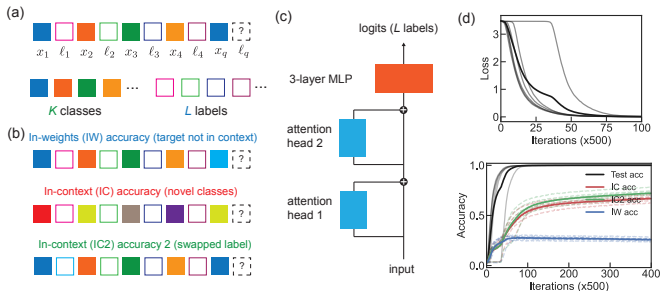 (a)
?
x₁ ℓ₁ x₂ ℓ₂ x₃ ℓ₃ x₄ ℓ₄ x_q ℓ_q
... ...
K classes L labels
(b)
In-weights (IW) accuracy (target not in context)
?
In-context (IC) accuracy (novel classes)
?
In-context (IC2) accuracy 2 (swapped label)
?
(c)
logits (L labels)
3-layer MLP
attention
head 2
attention
head 1
input
(d)
3
2
1
0
Loss
0 25 50 75 100
Iterations (x500)
1.0
0.5
0.0
Accuracy
Test acc
IC acc
IC2 acc
IW acc
0 100 200 300 400
Iterations (x500)